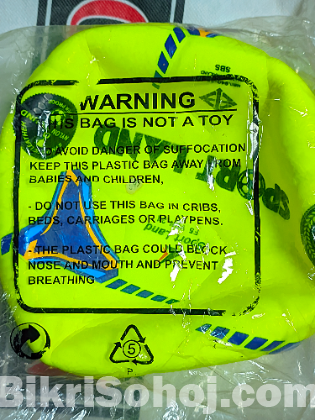 WARNING
THIS BAG IS NOT A TOY
TO AVOID DANGER OF SUFFOCATION
KEEP THIS PLASTIC BAG AWAY FROM
BABIES AND CHILDREN,
- DO NOT USE THIS BAG IN CRIBS,
BEDS, CARRIAGES OR PLAYPENS.
- THE PLASTIC BAG COULD BLOCK
NOSE AND MOUTH AND PREVENT
BREATHING
SPORTLAND
Sportland
5
P
BikriSohoj.com